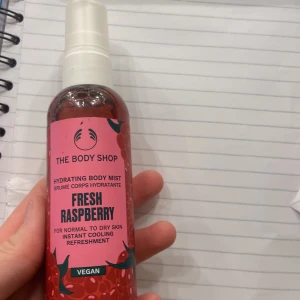 THE BODY SHOP
HYDRATING BODY MIST
BRUME CORPS HYDRATANTE
FRESH
RASPBERRY
FOR NORMAL TO DRY SKIN
INSTANT COOLING
REFRESHMENT
VEGAN